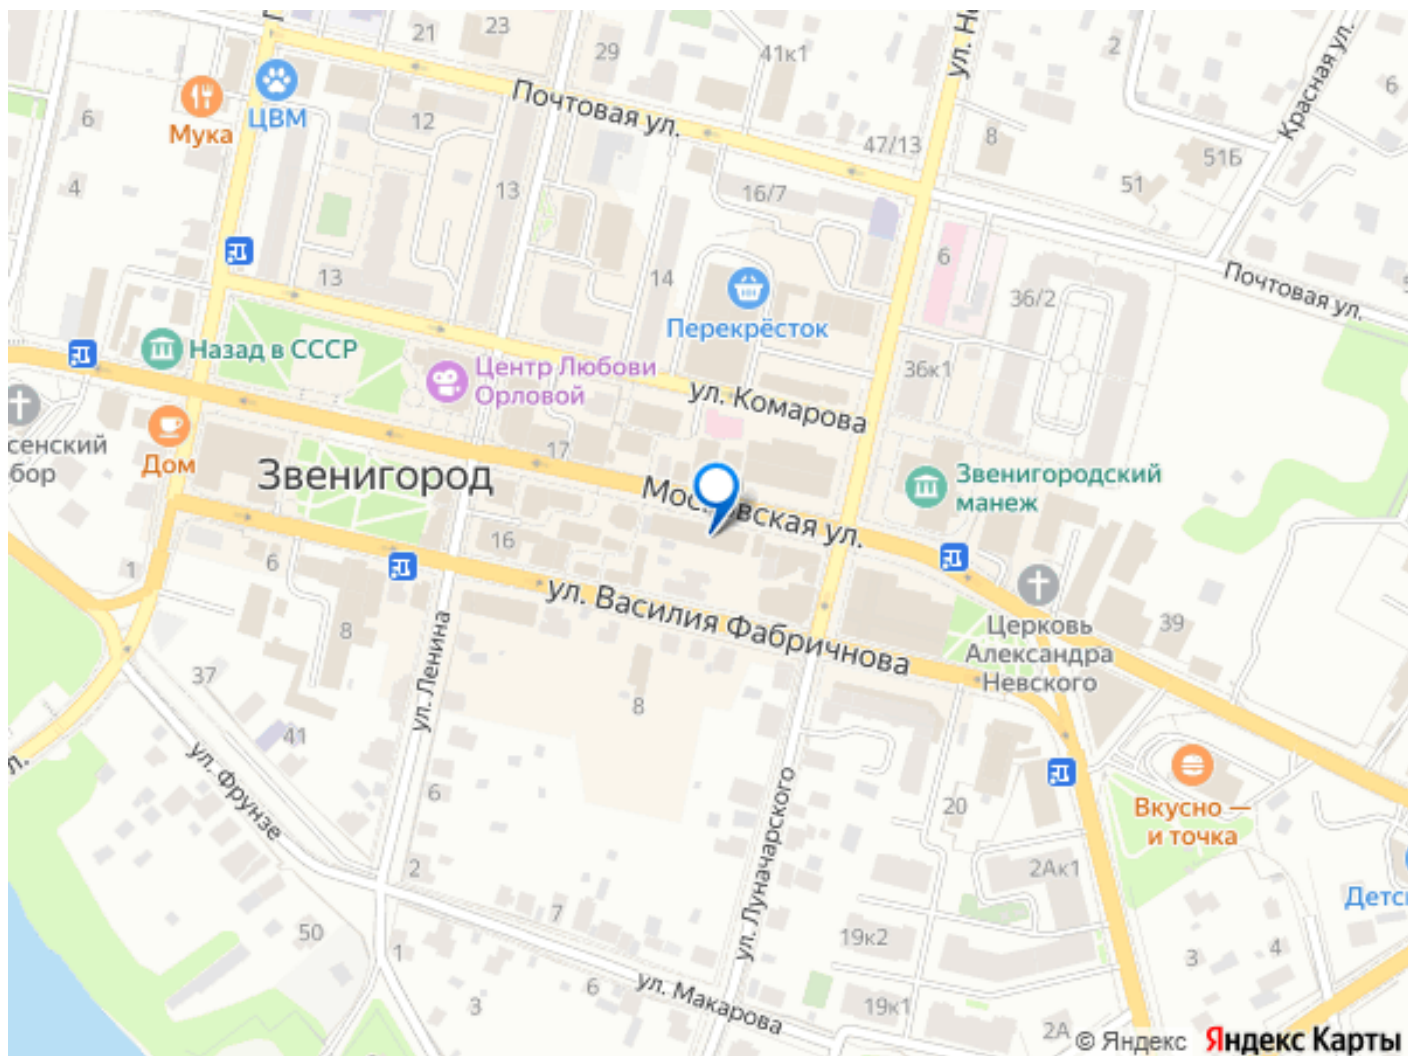 21
23
29
41к1
ул. Но
2
Красная ул.
6
Мука
ЦВМ
6
12
Почтовая ул.
47/13
8
51Б
51
4
13
16/7
13
14
Перекрёсток
6
36/2
Почтовая ул.
Назад в СССР
Центр Любови
Орловой
ул. Комарова
36к1
сенский
бор
Дом
Звенигород
17
Московская ул.
Звенигородский
манеж
1
6
16
ул. Василия Фабричнова
Церковь
Александра
Невского
39
8
37
41
ул. Ленина
8
л.
ул. Фрунзе
6
ул. Луначарского
20
Вкусно —
и точка
2
2Ак1
Детс
50
7
1
19к2
3
4
3
6
ул. Макарова
19к1
2А
© Яндекс Яндекс Карты